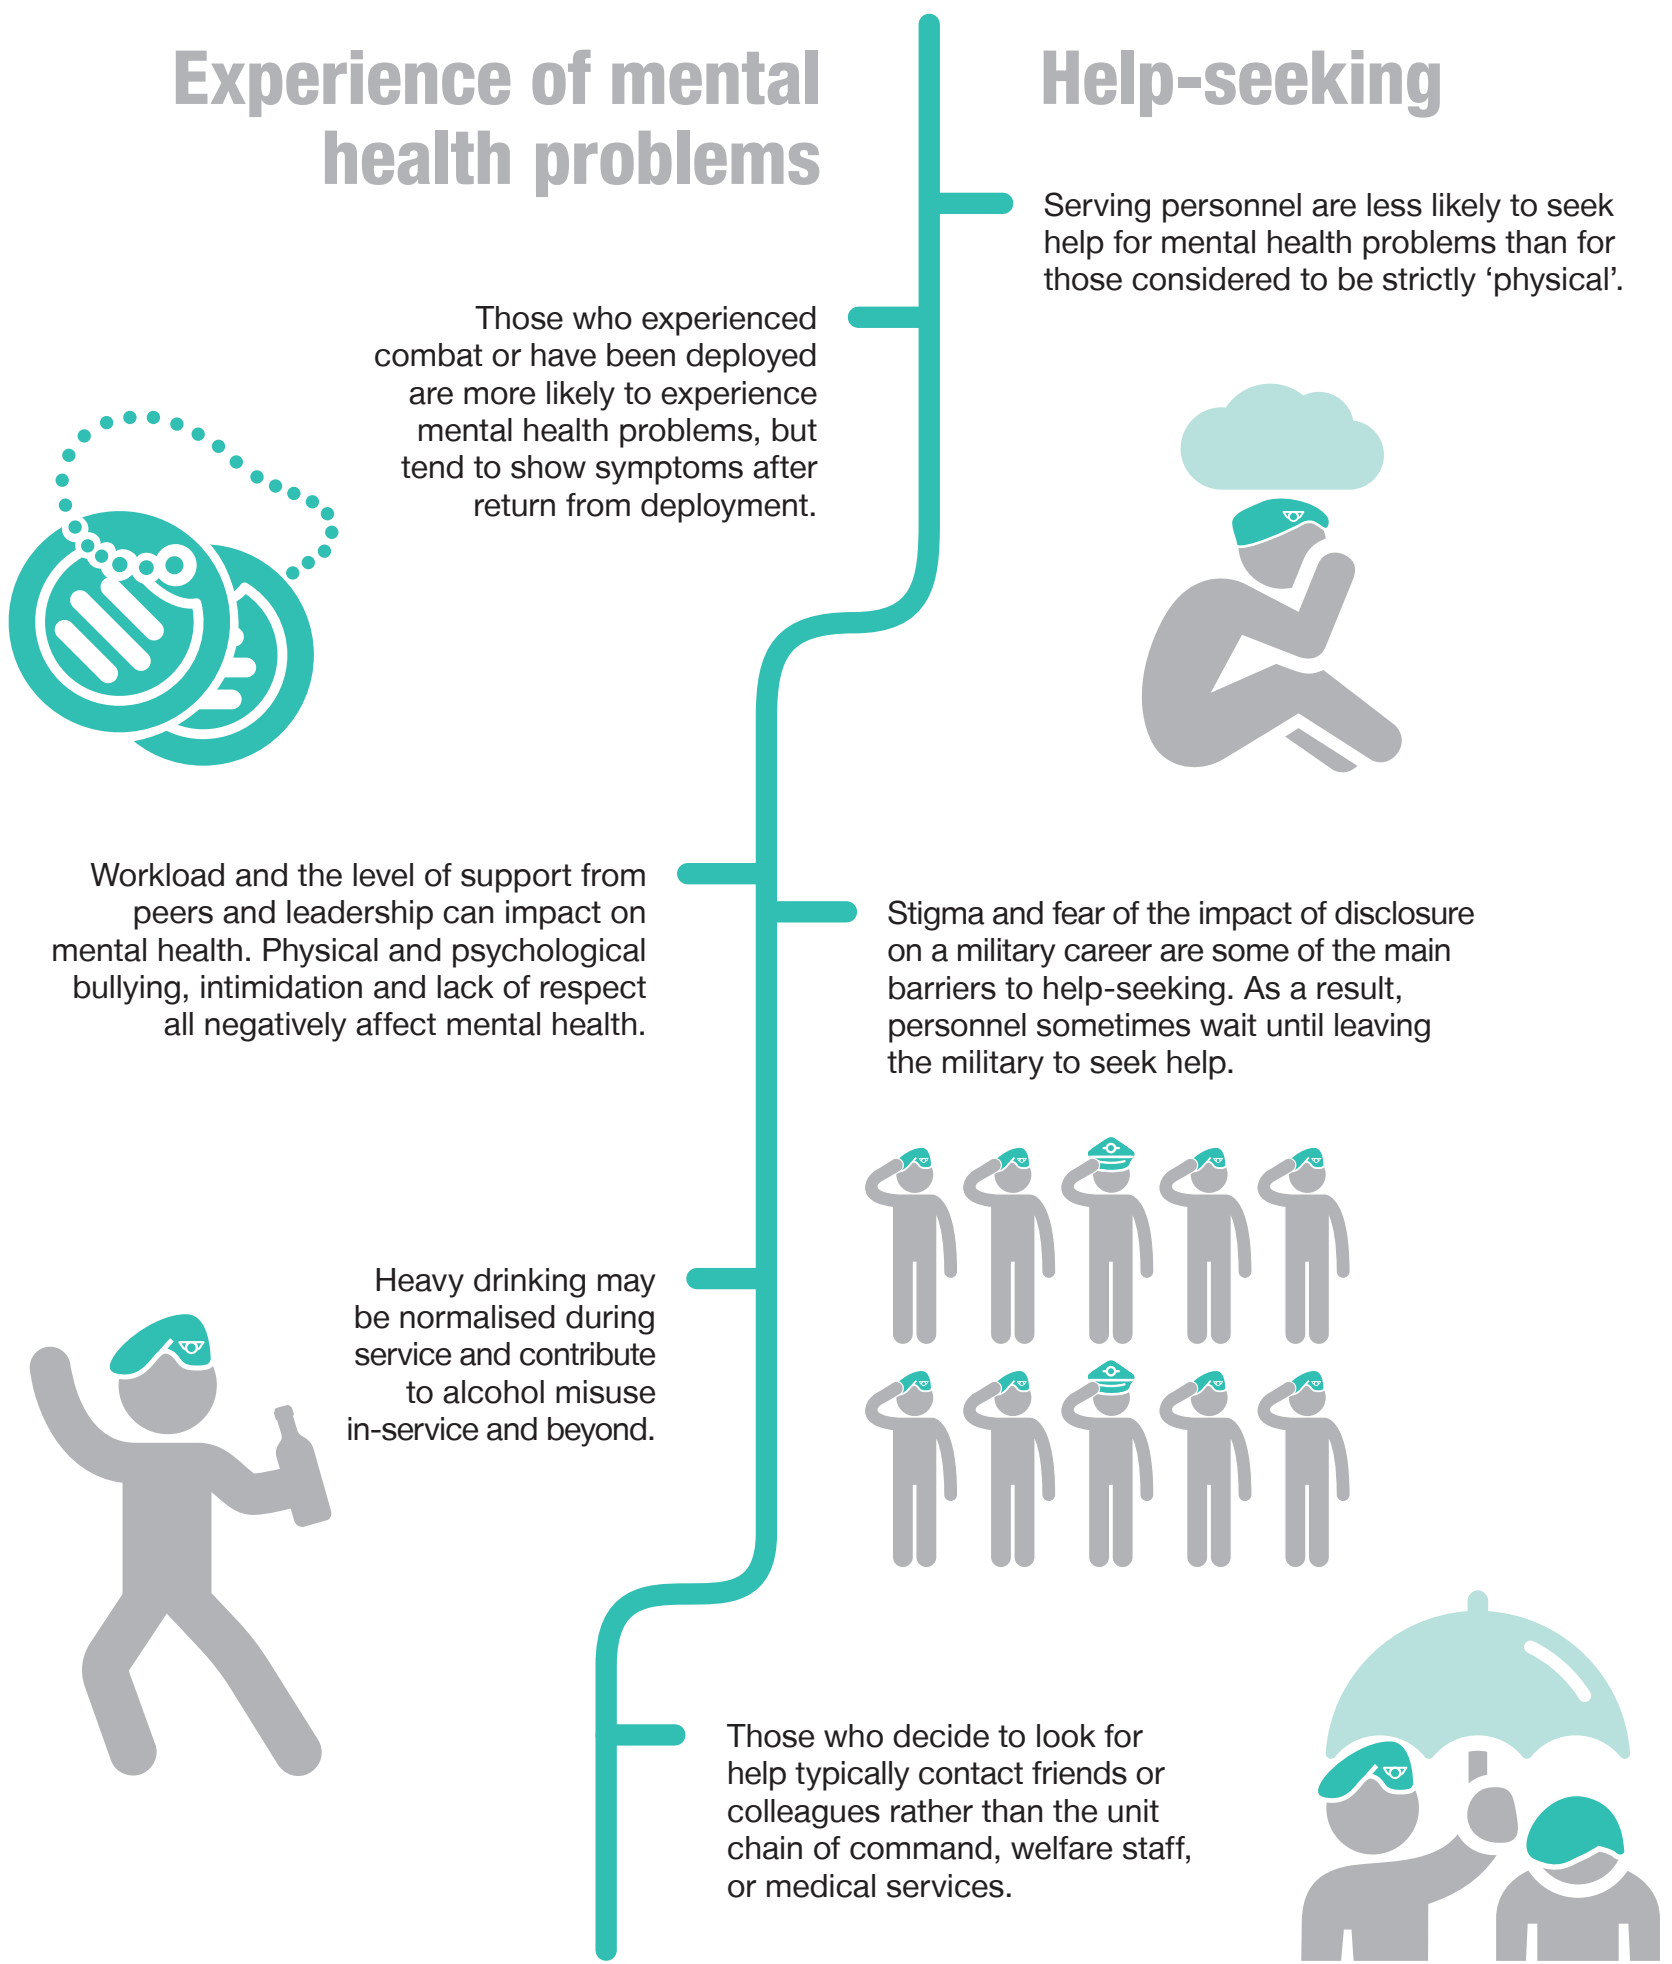 Experience of mental
health problems
Those who experienced
combat or have been deployed
are more likely to experience
mental health problems, but
tend to show symptoms after
return from deployment.
Workload and the level of support from
peers and leadership can impact on
mental health. Physical and psychological
bullying, intimidation and lack of respect
all negatively affect mental health.
Heavy drinking may
be normalised during
service and contribute
to alcohol misuse
in-service and beyond.
Help-seeking
Serving personnel are less likely to seek
help for mental health problems than for
those considered to be strictly ‘physical’.
Stigma and fear of the impact of disclosure
on a military career are some of the main
barriers to help-seeking. As a result,
personnel sometimes wait until leaving
the military to seek help.
Those who decide to look for
help typically contact friends or
colleagues rather than the unit
chain of command, welfare staff,
or medical services.